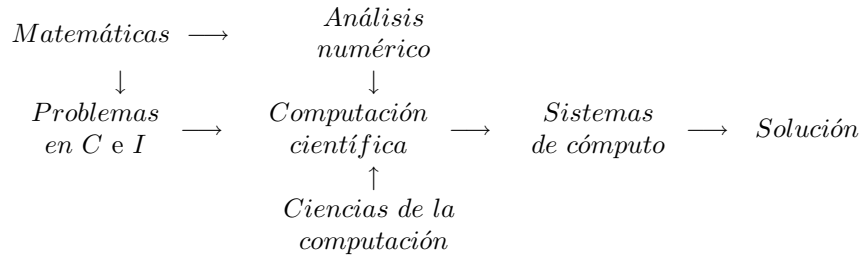 Matemáticas ⟶ Análisis
numérico
↓ ↓
Problemas Computación Sistemas
en C e I ⟶ científica ⟶ de cómputo ⟶ Solución
↑
Ciencias de la
computación